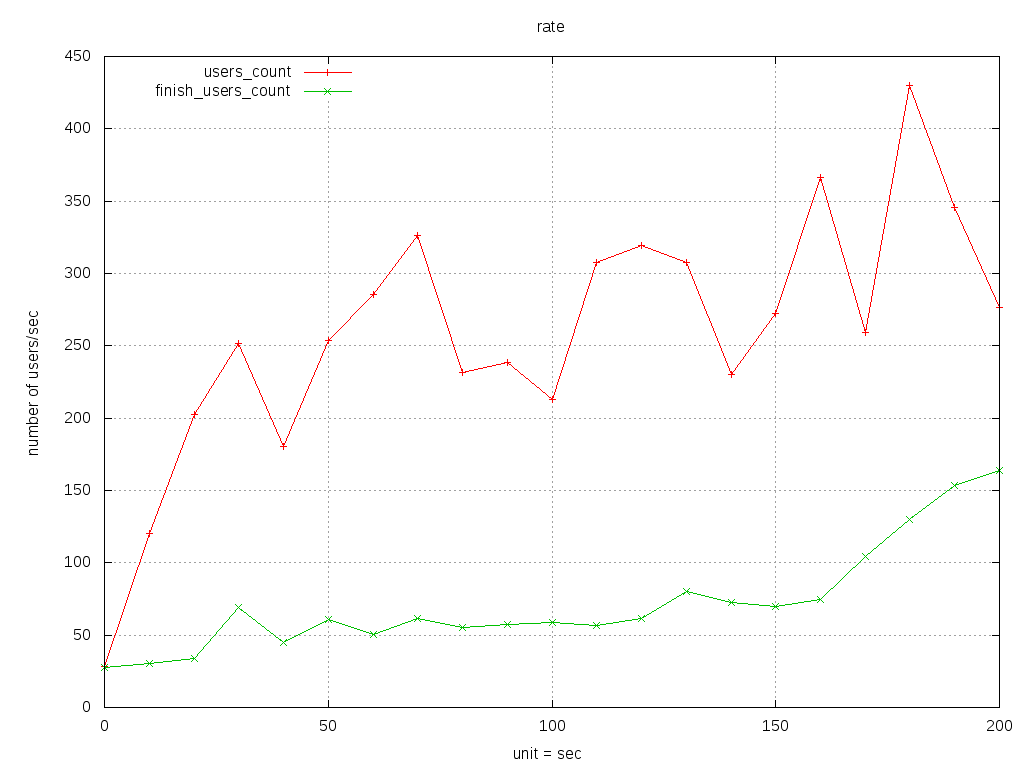 rate
450
400
350
300
250
200
150
100
50
0
users_count
finish_users_count
number of users/sec
0 50 100 150 200
unit = sec